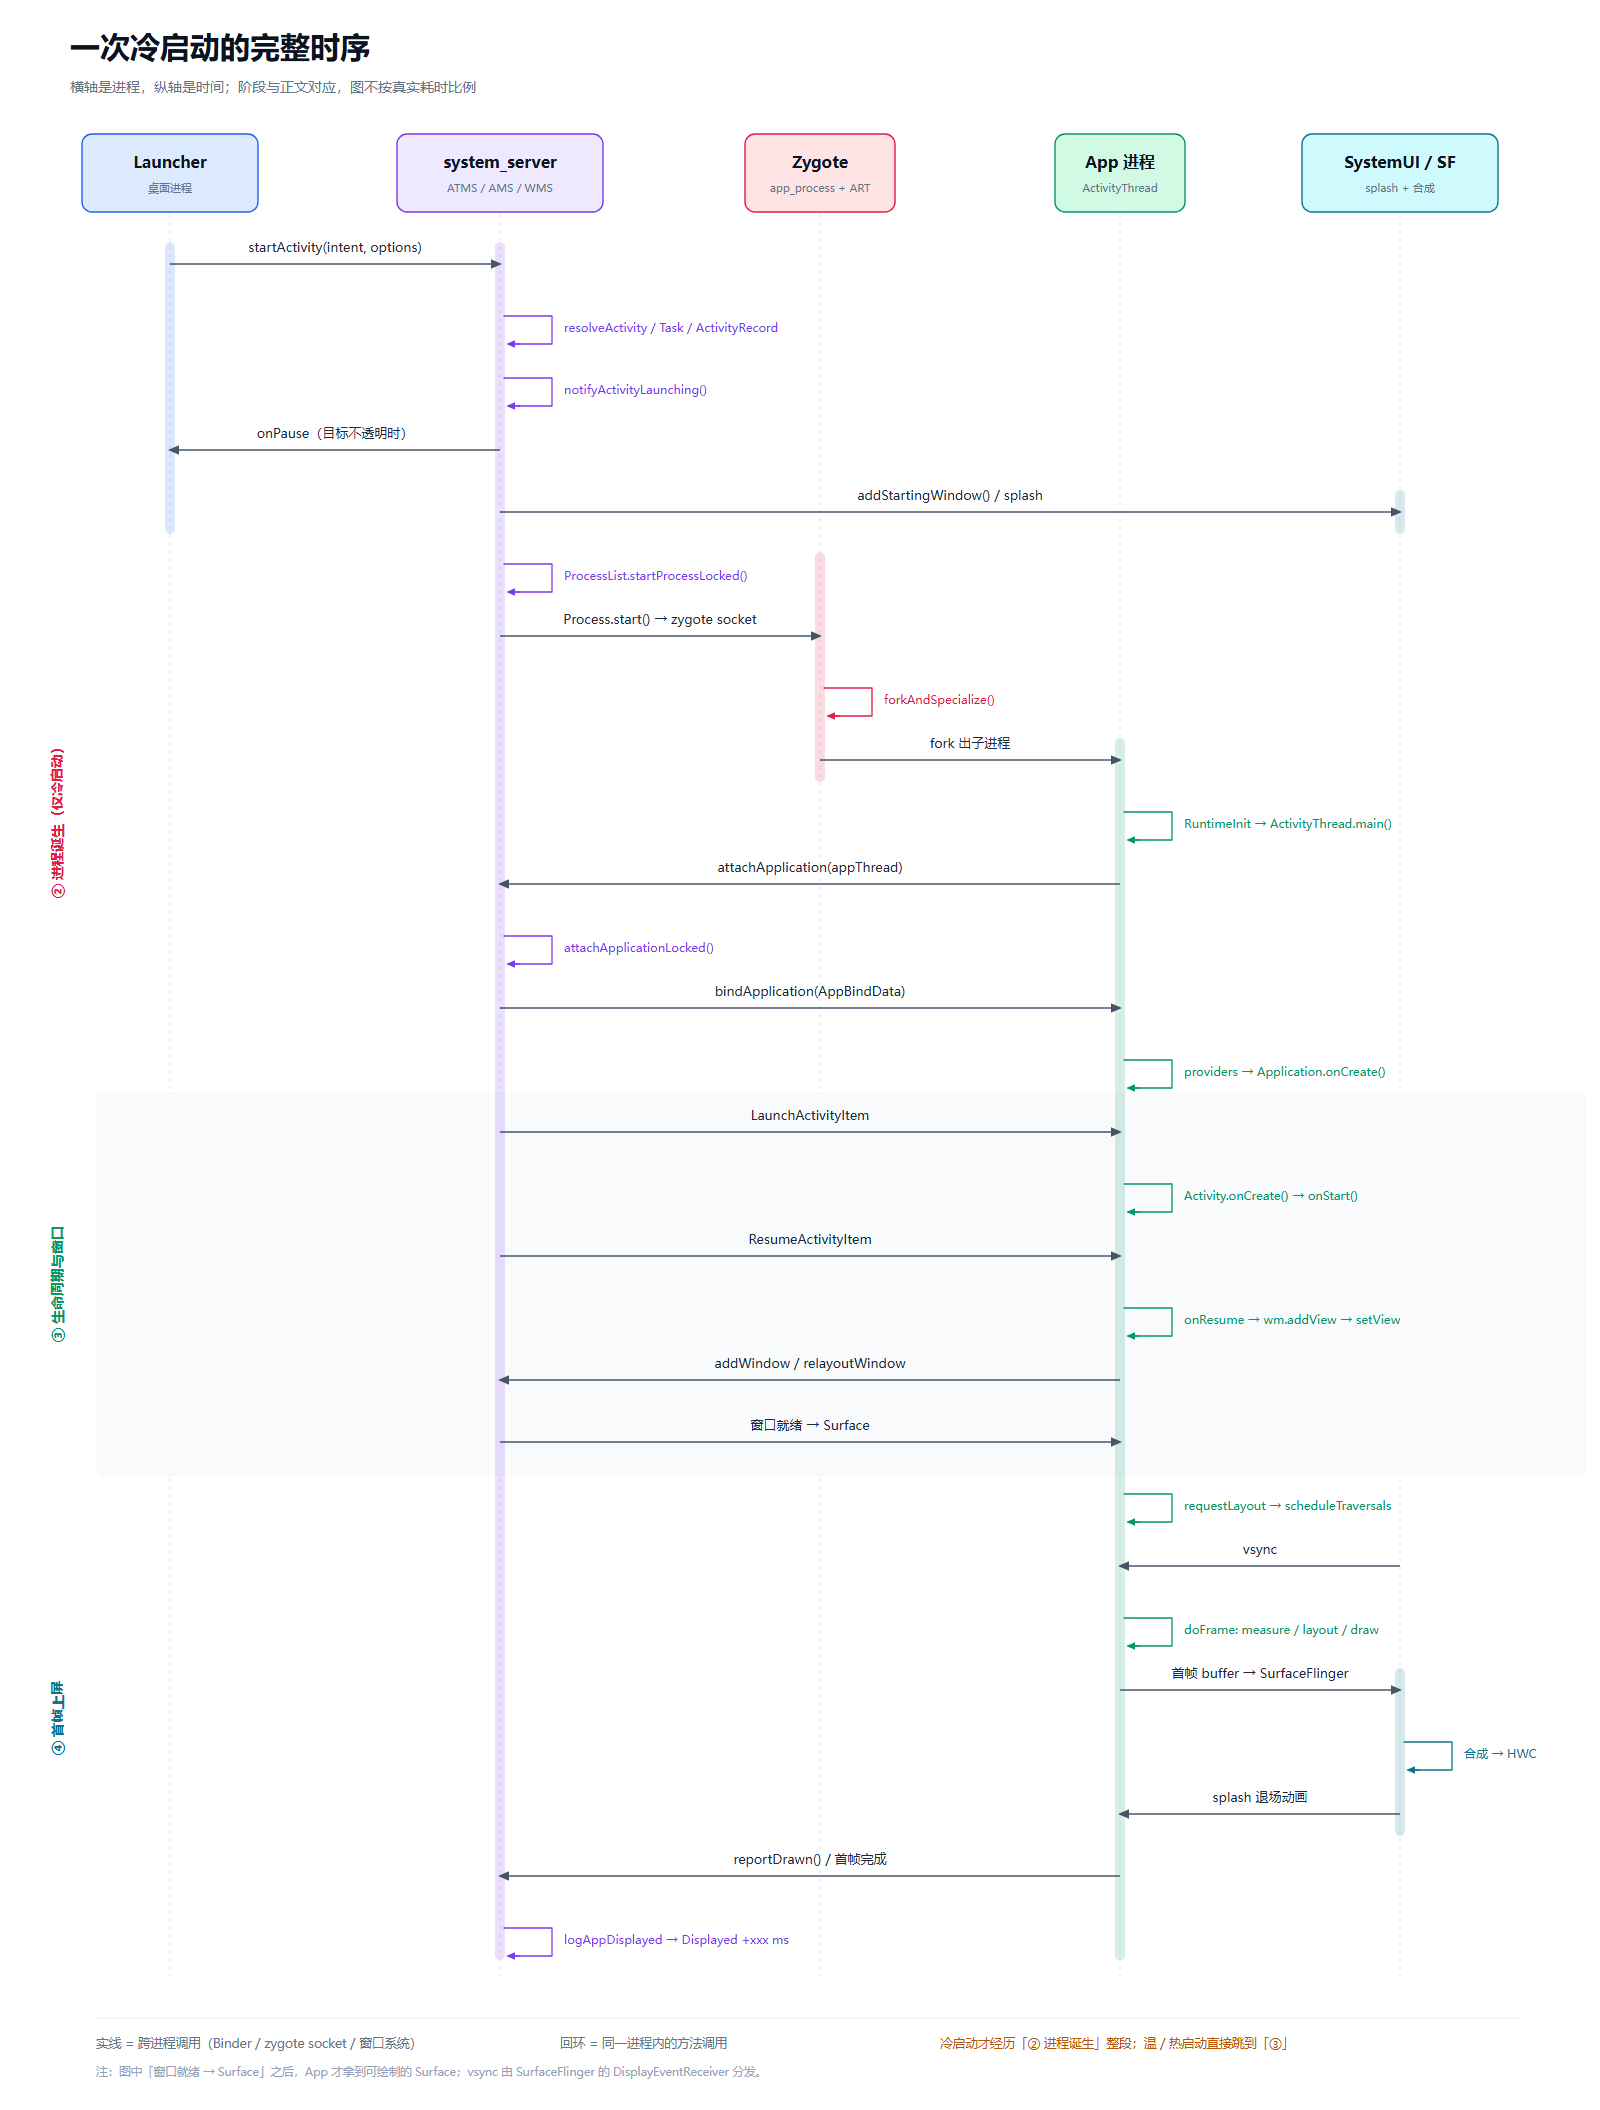 一次冷启动的完整时序
横轴是进程，纵轴是时间；阶段与正文对应，图不按真实耗时比例
Launcher
桌面进程
system_server
ATMS / AMS / WMS
Zygote
app_process + ART
App 进程
ActivityThread
SystemUI / SF
splash + 合成
startActivity(intent, options)
resolveActivity / Task / ActivityRecord
notifyActivityLaunching()
onPause（目标不透明时）
addStartingWindow() / splash
ProcessList.startProcessLocked()
Process.start() → zygote socket
forkAndSpecialize()
fork 出子进程
② 进程诞生（仅冷启动）
RuntimeInit → ActivityThread.main()
attachApplication(appThread)
attachApplicationLocked()
bindApplication(AppBindData)
providers → Application.onCreate()
LaunchActivityItem
Activity.onCreate() → onStart()
ResumeActivityItem
③ 生命周期与窗口
onResume → wm.addView → setView
addWindow / relayoutWindow
窗口就绪 → Surface
requestLayout → scheduleTraversals
vsync
doFrame: measure / layout / draw
首帧 buffer → SurfaceFlinger
④ 首帧上屏
合成 → HWC
splash 退场动画
reportDrawn() / 首帧完成
logAppDisplayed → Displayed +xxx ms
实线 = 跨进程调用（Binder / zygote socket / 窗口系统）
回环 = 同一进程内的方法调用
冷启动才经历「② 进程诞生」整段；温 / 热启动直接跳到「③」
注：图中「窗口就绪 → Surface」之后，App 才拿到可绘制的 Surface；vsync 由 SurfaceFlinger 的 DisplayEventReceiver 分发。